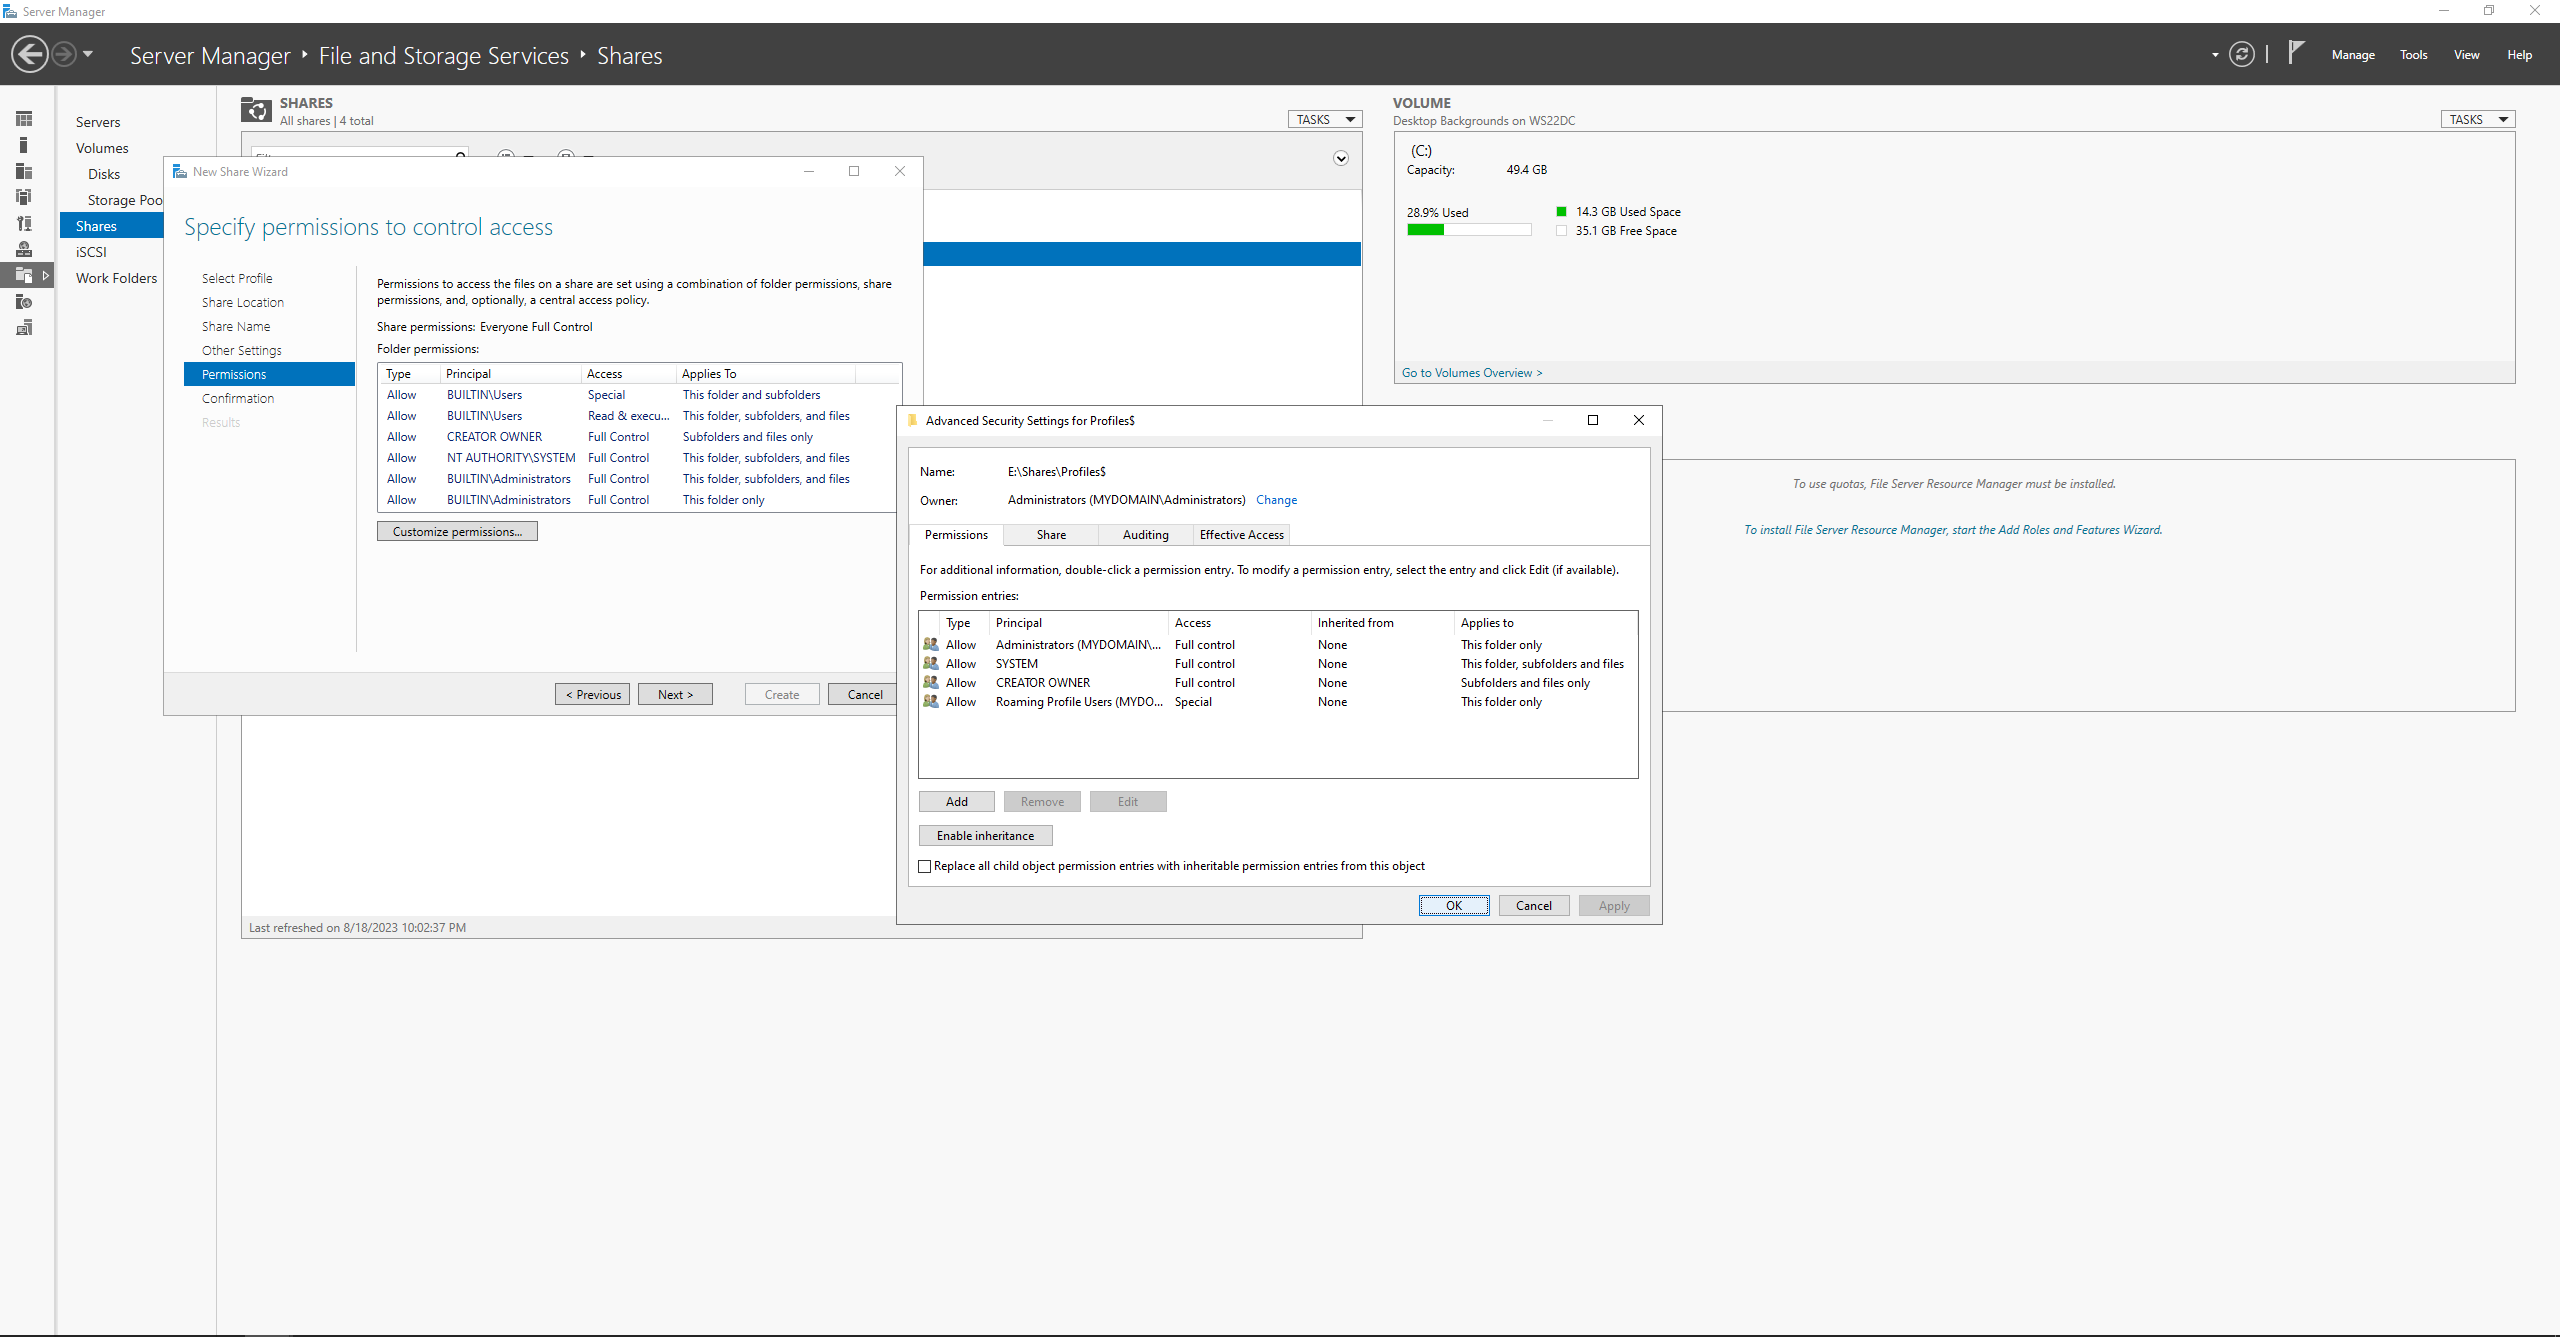 Server Manager
Server Manager ‣ File and Storage Services ‣ Shares
Manage Tools View Help
Servers
Volumes
Disks
Storage Poo
Shares
iSCSI
Work Folders
SHARES
All shares | 4 total
TASKS
VOLUME
Desktop Backgrounds on WS22DC
TASKS
(C:)
Capacity: 49.4 GB
28.9% Used
14.3 GB Used Space
35.1 GB Free Space
Go to Volumes Overview >
To use quotas, File Server Resource Manager must be installed.
To install File Server Resource Manager, start the Add Roles and Features Wizard.
Last refreshed on 8/18/2023 10:02:37 PM
New Share Wizard
Specify permissions to control access
Select Profile
Share Location
Share Name
Other Settings
Permissions
Confirmation
Results
Permissions to access the files on a share are set using a combination of folder permissions, share
permissions, and, optionally, a central access policy.
Share permissions: Everyone Full Control
Folder permissions:
Type Principal Access Applies To
Allow BUILTIN\Users Special This folder and subfolders
Allow BUILTIN\Users Read & execu... This folder, subfolders, and files
Allow CREATOR OWNER Full Control Subfolders and files only
Allow NT AUTHORITY\SYSTEM Full Control This folder, subfolders, and files
Allow BUILTIN\Administrators Full Control This folder, subfolders, and files
Allow BUILTIN\Administrators Full Control This folder only
Customize permissions...
< Previous Next > Create Cancel
Advanced Security Settings for Profiles$
Name: E:\Shares\Profiles$
Owner: Administrators (MYDOMAIN\Administrators) Change
Permissions Share Auditing Effective Access
For additional information, double-click a permission entry. To modify a permission entry, select the entry and click Edit (if available).
Permission entries:
Type Principal Access Inherited from Applies to
Allow Administrators (MYDOMAIN\... Full control None This folder only
Allow SYSTEM Full control None This folder, subfolders and files
Allow CREATOR OWNER Full control None Subfolders and files only
Allow Roaming Profile Users (MYDO... Special None This folder only
Add Remove Edit
Enable inheritance
Replace all child object permission entries with inheritable permission entries from this object
OK Cancel Apply